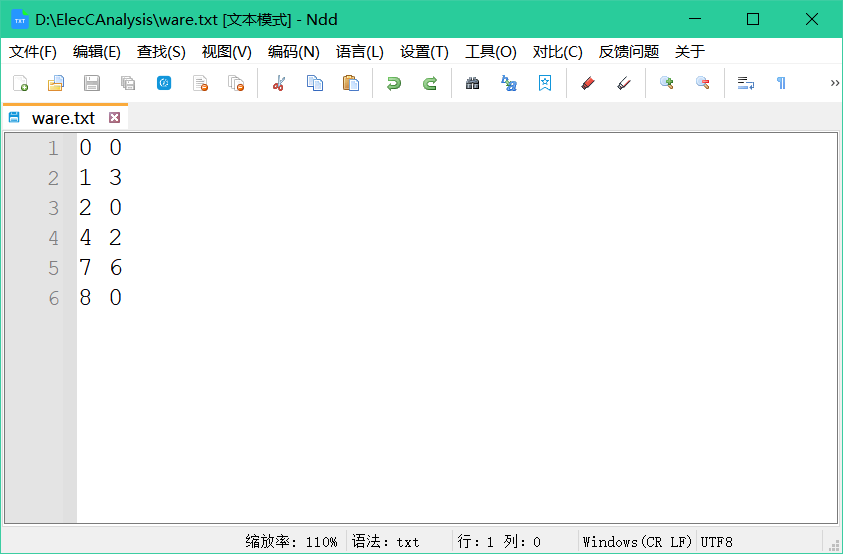 D:\ElecCAnalysis\ware.txt [文本模式] - Ndd
文件(F) 编辑(E) 查找(S) 视图(V) 编码(N) 语言(L) 设置(T) 工具(O) 对比(C) 反馈问题 关于
ware.txt
1 0 0
2 1 3
3 2 0
4 4 2
5 7 6
6 8 0
缩放率: 110% 语法：txt 行：1 列：0 Windows(CR LF) UTF8